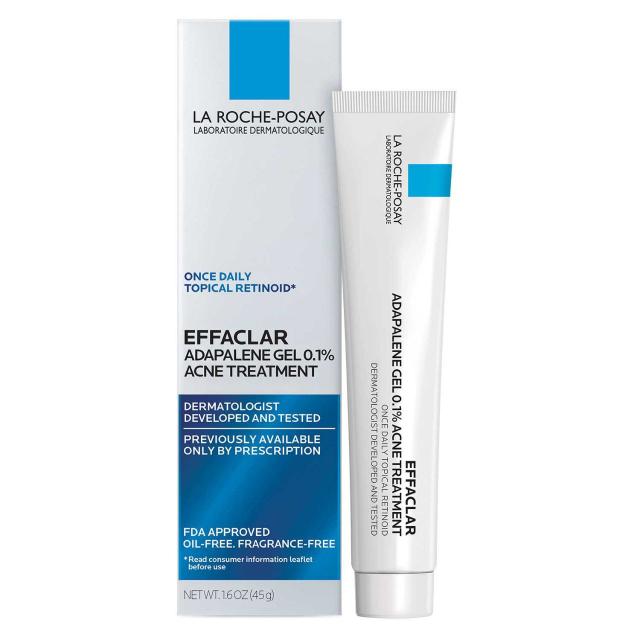 LA ROCHE-POSAY
LABORATOIRE DERMATOLOGIQUE
ONCE DAILY
TOPICAL RETINOID*
EFFACLAR
ADAPALENE GEL 0.1%
ACNE TREATMENT
DERMATOLOGIST
DEVELOPED AND TESTED
PREVIOUSLY AVAILABLE
ONLY BY PRESCRIPTION
FDA APPROVED
OIL-FREE. FRAGRANCE-FREE
*Read consumer information leaflet
before use
NET WT. 1.6 OZ (45 g)
LA ROCHE-POSAY
LABORATOIRE DERMATOLOGIQUE
EFFACLAR
ADAPALENE GEL 0.1% ACNE TREATMENT
ONCE DAILY TOPICAL RETINOID
DERMATOLOGIST DEVELOPED AND TESTED